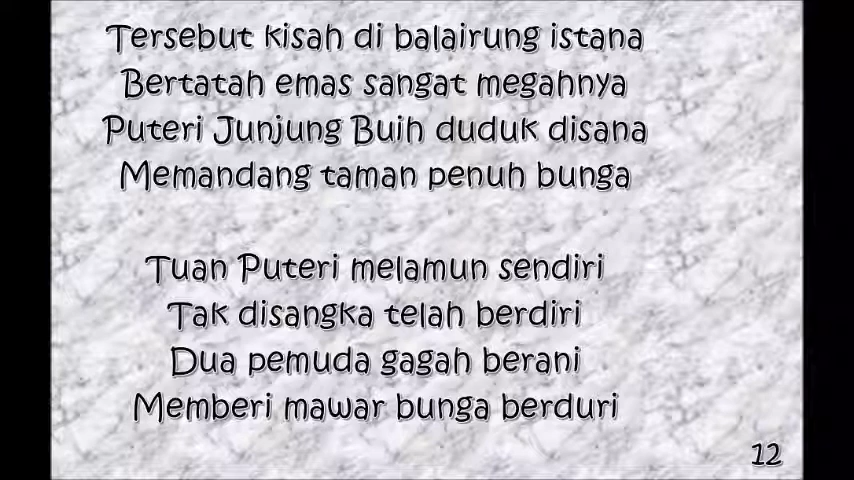 Tersebut kisah di balairung istana
Bertatah emas sangat megahnya
Puteri Junjung Buih duduk disana
Memandang taman penuh bunga
Tuan Puteri melamun sendiri
Tak disangka telah berdiri
Dua pemuda gagah berani
Memberi mawar bunga berduri
12